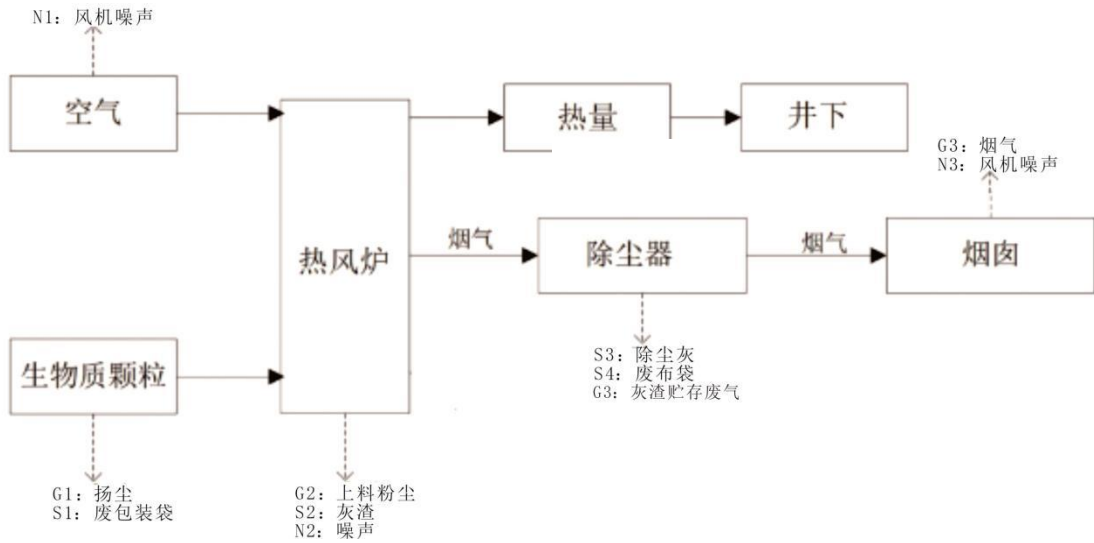 N1: 风机噪声
空气
热量
井下
G3: 烟气
N3: 风机噪声
热风炉
烟气
除尘器
烟气
烟囱
生物质颗粒
S3: 除尘灰
S4: 废布袋
G3: 灰渣贮存废气
G1: 扬尘
S1: 废包装袋
G2: 上料粉尘
S2: 灰渣
N2: 噪声